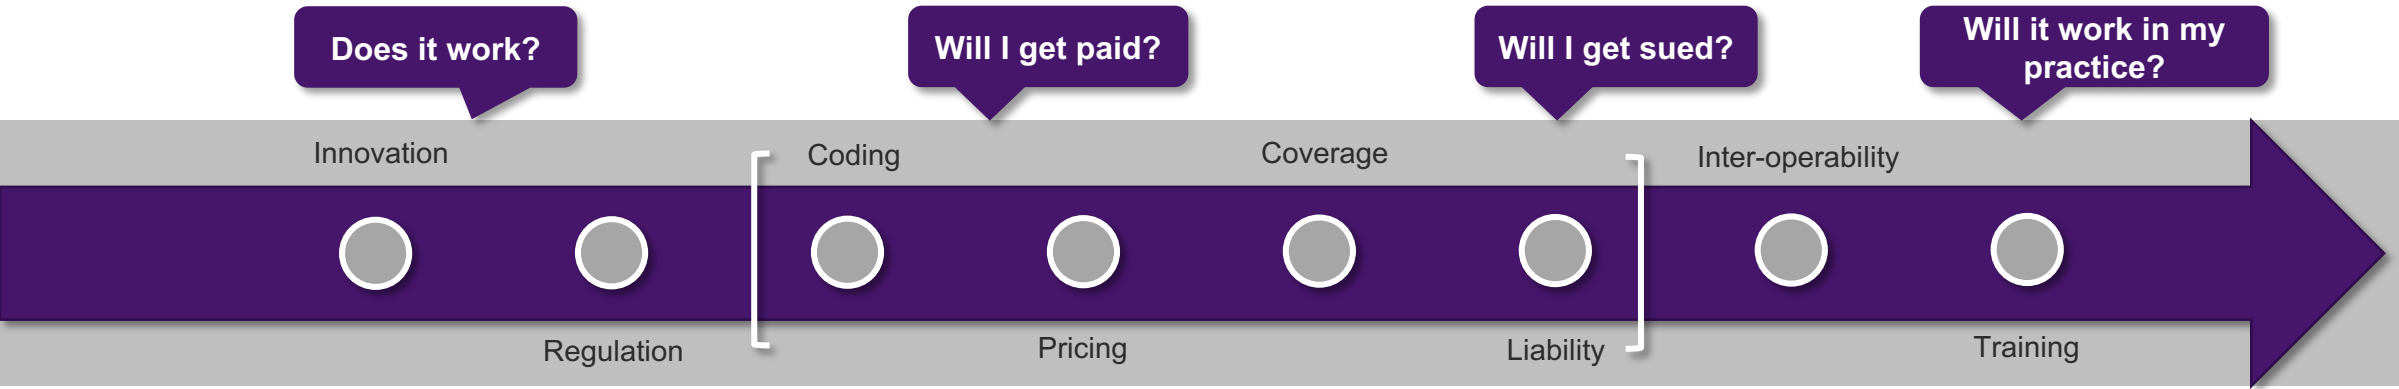 Does it work?
Will I get paid?
Will I get sued?
Will it work in my
practice?
Innovation
Coding
Coverage
Inter-operability
Regulation
Pricing
Liability
Training